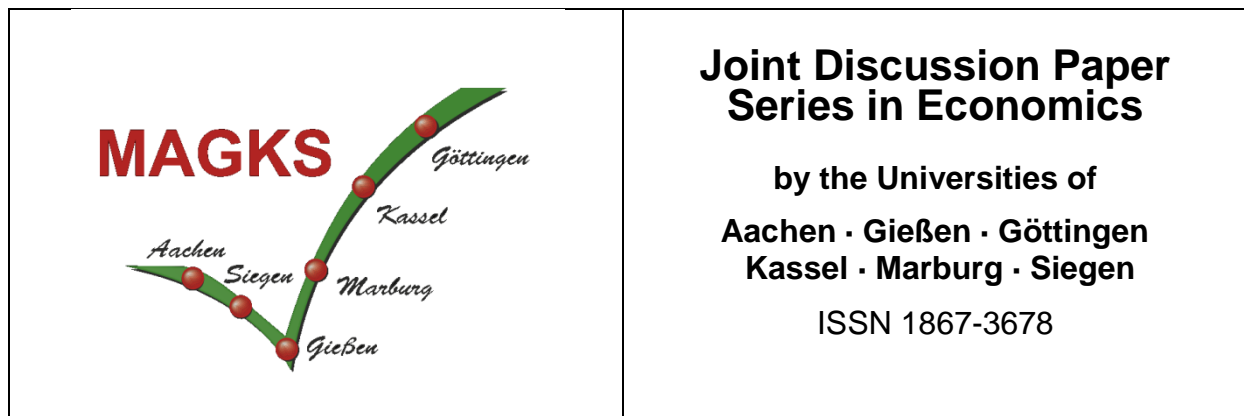 MAGKS
Göttingen
Kassel
Aachen
Siegen
Marburg
Gießen
Joint Discussion Paper
Series in Economics
by the Universities of
Aachen · Gießen · Göttingen
Kassel · Marburg · Siegen
ISSN 1867-3678